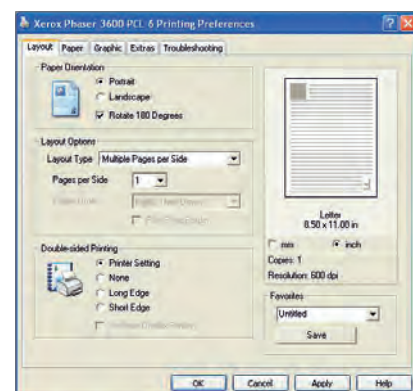 Xerox Phaser 3600 PCL 6 Printing Preferences
Layout Paper Graphic Extras Troubleshooting
Paper Orientation
Portrait
Landscape
Rotate 180 Degrees
Layout Options
Layout Type Multiple Pages per Side
Pages per Side 1
Double-sided Printing
Printer Setting
None
Long Edge
Short Edge
Letter
8.50 x 11.00 in
mm inch
Copies: 1
Resolution: 600 dpi
Favorites
Untitled
Save
OK Cancel Apply Help